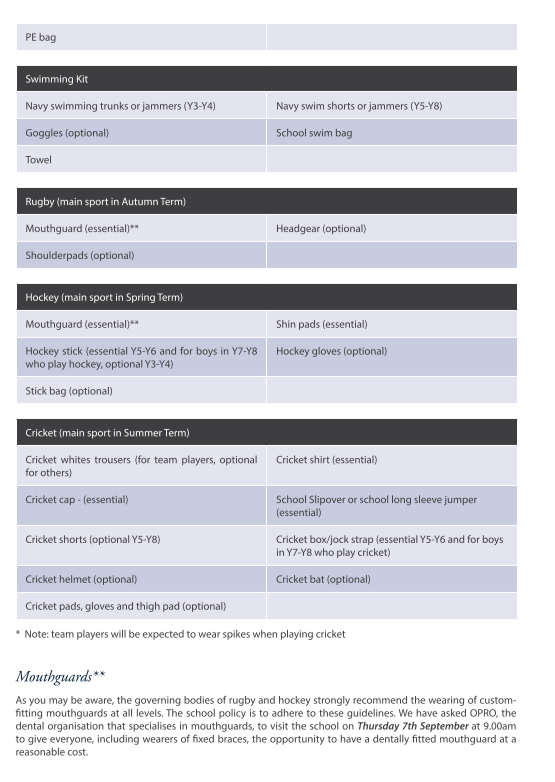 PE bag
Swimming Kit
Navy swimming trunks or jammers (Y3-Y4)
Navy swim shorts or jammers (Y5-Y8)
Goggles (optional)
School swim bag
Towel
Rugby (main sport in Autumn Term)
Mouthguard (essential)**
Headgear (optional)
Shoulderpads (optional)
Hockey (main sport in Spring Term)
Mouthguard (essential)**
Shin pads (essential)
Hockey stick (essential Y5-Y6 and for boys in Y7-Y8
who play hockey, optional Y3-Y4)
Hockey gloves (optional)
Stick bag (optional)
Cricket (main sport in Summer Term)
Cricket whites trousers (for team players, optional
for others)
Cricket shirt (essential)
Cricket cap - (essential)
School Slipover or school long sleeve jumper
(essential)
Cricket shorts (optional Y5-Y8)
Cricket box/jock strap (essential Y5-Y6 and for boys
in Y7-Y8 who play cricket)
Cricket helmet (optional)
Cricket bat (optional)
Cricket pads, gloves and thigh pad (optional)
* Note: team players will be expected to wear spikes when playing cricket
Mouthguards**
As you may be aware, the governing bodies of rugby and hockey strongly recommend the wearing of custom-
fitting mouthguards at all levels. The school policy is to adhere to these guidelines. We have asked OPRO, the
dental organisation that specialises in mouthguards, to visit the school on Thursday 7th September at 9.00am
to give everyone, including wearers of fixed braces, the opportunity to have a dentally fitted mouthguard at a
reasonable cost.